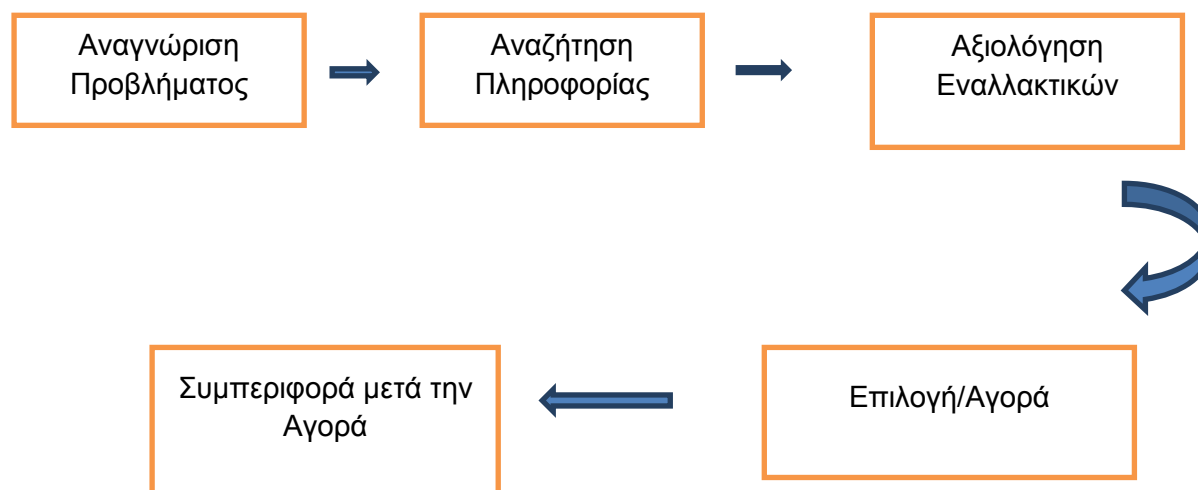 Αναγνώριση
Προβλήματος
Αναζήτηση
Πληροφορίας
Αξιολόγηση
Εναλλακτικών
Επιλογή/Αγορά
Συμπεριφορά μετά την
Αγορά